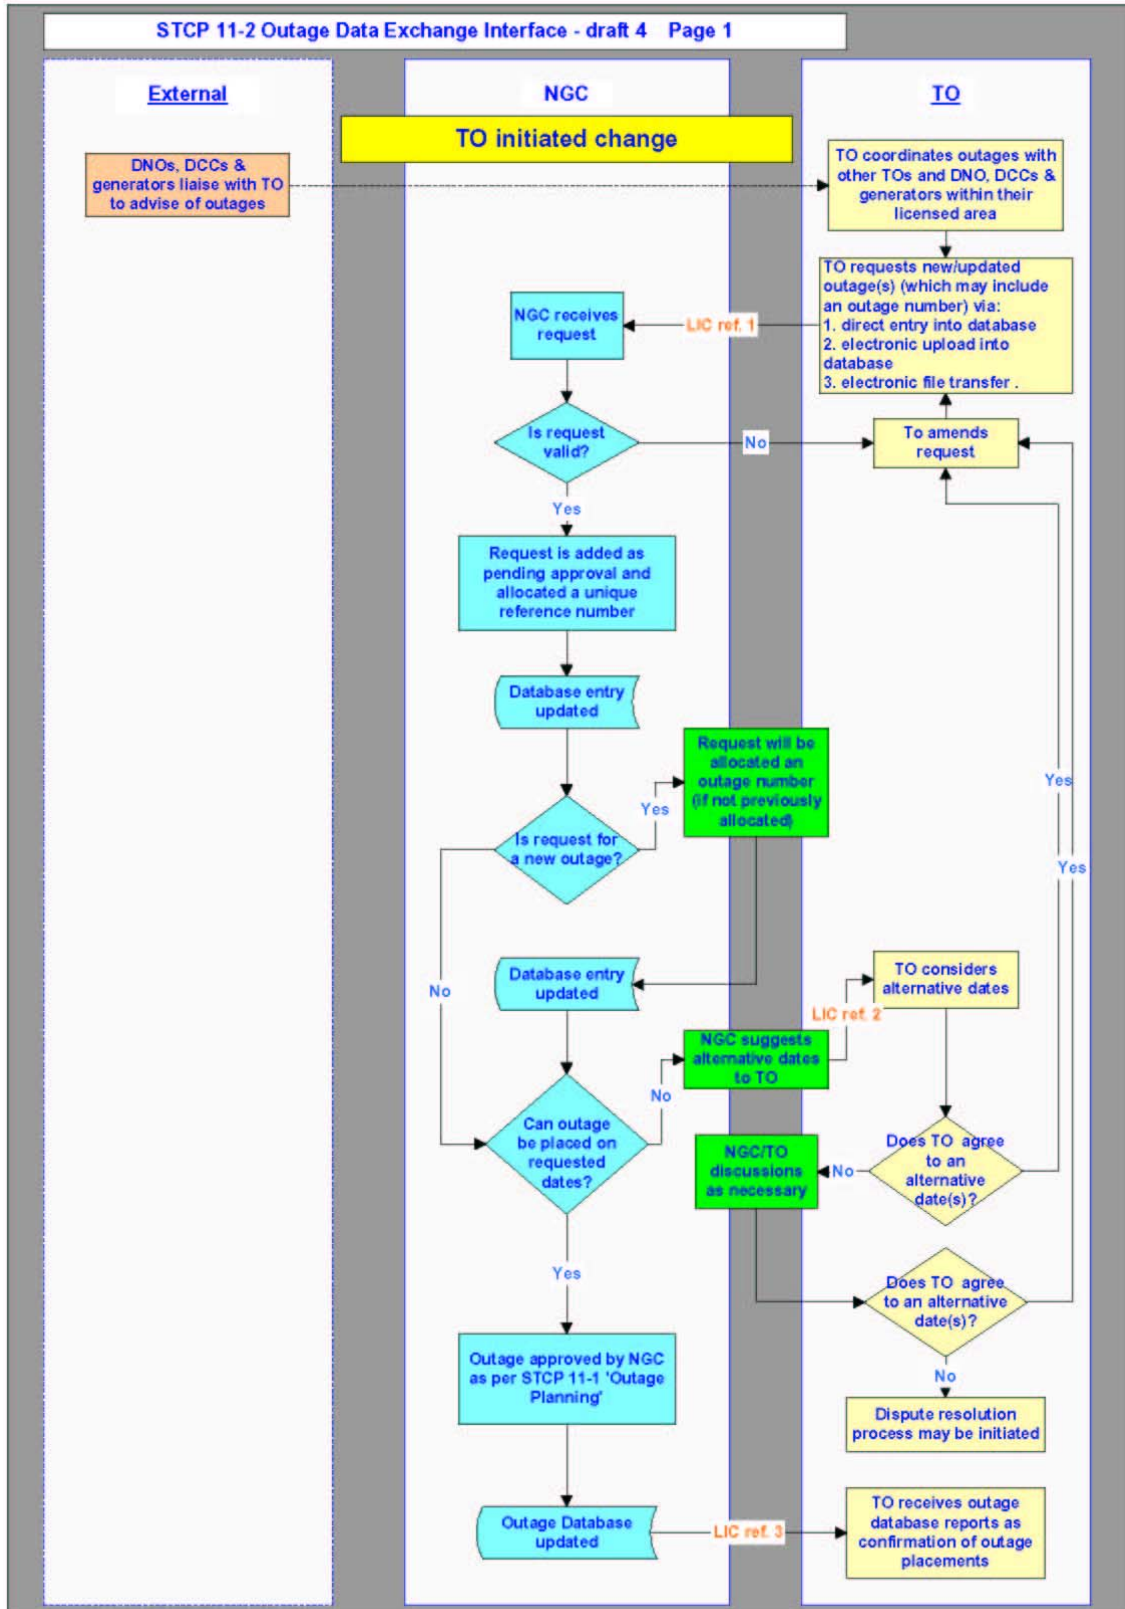 STCP 11-2 Outage Data Exchange Interface - draft 4 Page 1
External
NGC
TO
TO initiated change
DNOs, DCCs &
generators liaise with TO
to advise of outages
TO coordinates outages with
other TOs and DNO, DCCs &
generators within their
licensed area
TO requests new/updated
outage(s) (which may include
an outage number) via:
1. direct entry into database
2. electronic upload into
database
3. electronic file transfer .
LIC ref. 1
NGC receives
request
Is request
valid?
No
To amends
request
Yes
Request is added as
pending approval and
allocated a unique
reference number
Database entry
updated
Is request for
a new outage?
Yes
Request will be
allocated an
outage number
(if not previously
allocated)
Yes
Yes
No
Database entry
updated
TO considers
alternative dates
LIC ref. 2
NGC suggests
alternative dates
to TO
No
Can outage
be placed on
requested
dates?
Does TO agree
to an
alternative
date(s)?
No
NGC/TO
discussions
as necessary
Does TO agree
to an alternative
date(s)?
Yes
No
Outage approved by NGC
as per STCP 11-1 'Outage
Planning'
Dispute resolution
process may be initiated
Outage Database
updated
LIC ref. 3
TO receives outage
database reports as
confirmation of outage
placements